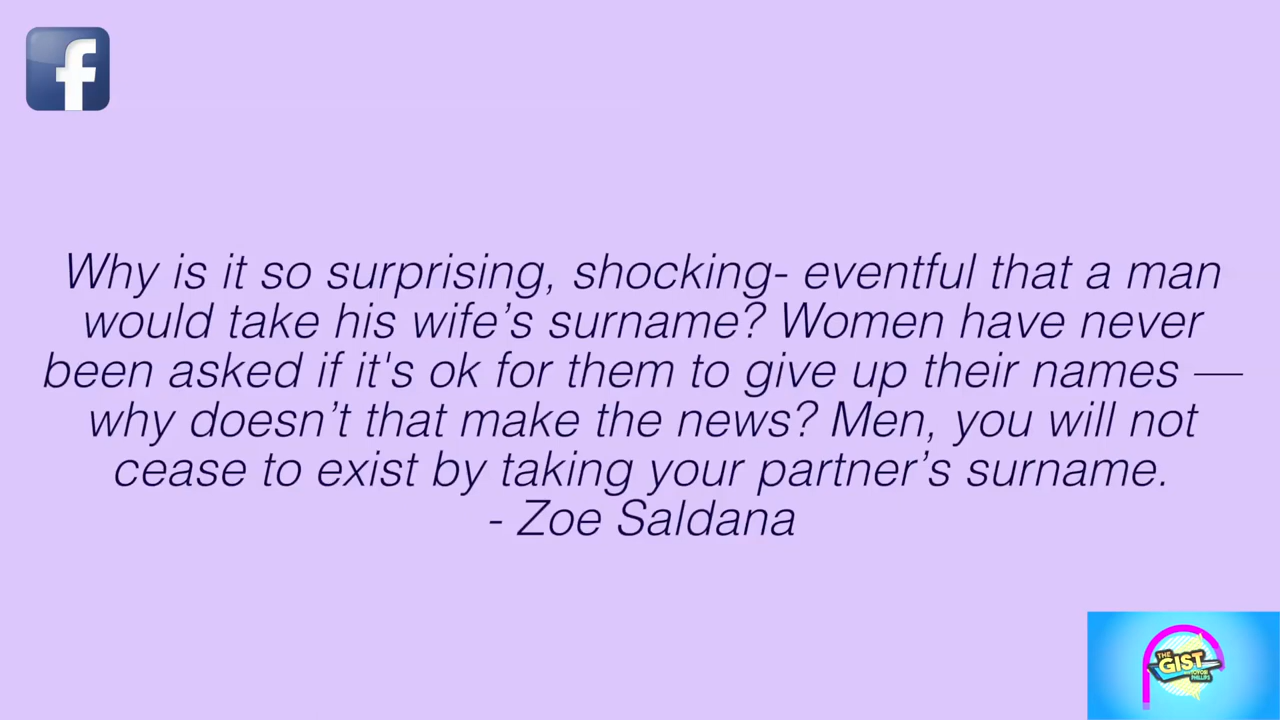 f
Why is it so surprising, shocking- eventful that a man
would take his wife’s surname? Women have never
been asked if it's ok for them to give up their names —
why doesn’t that make the news? Men, you will not
cease to exist by taking your partner’s surname.
- Zoe Saldana
THE
GIST
PHILLIPS